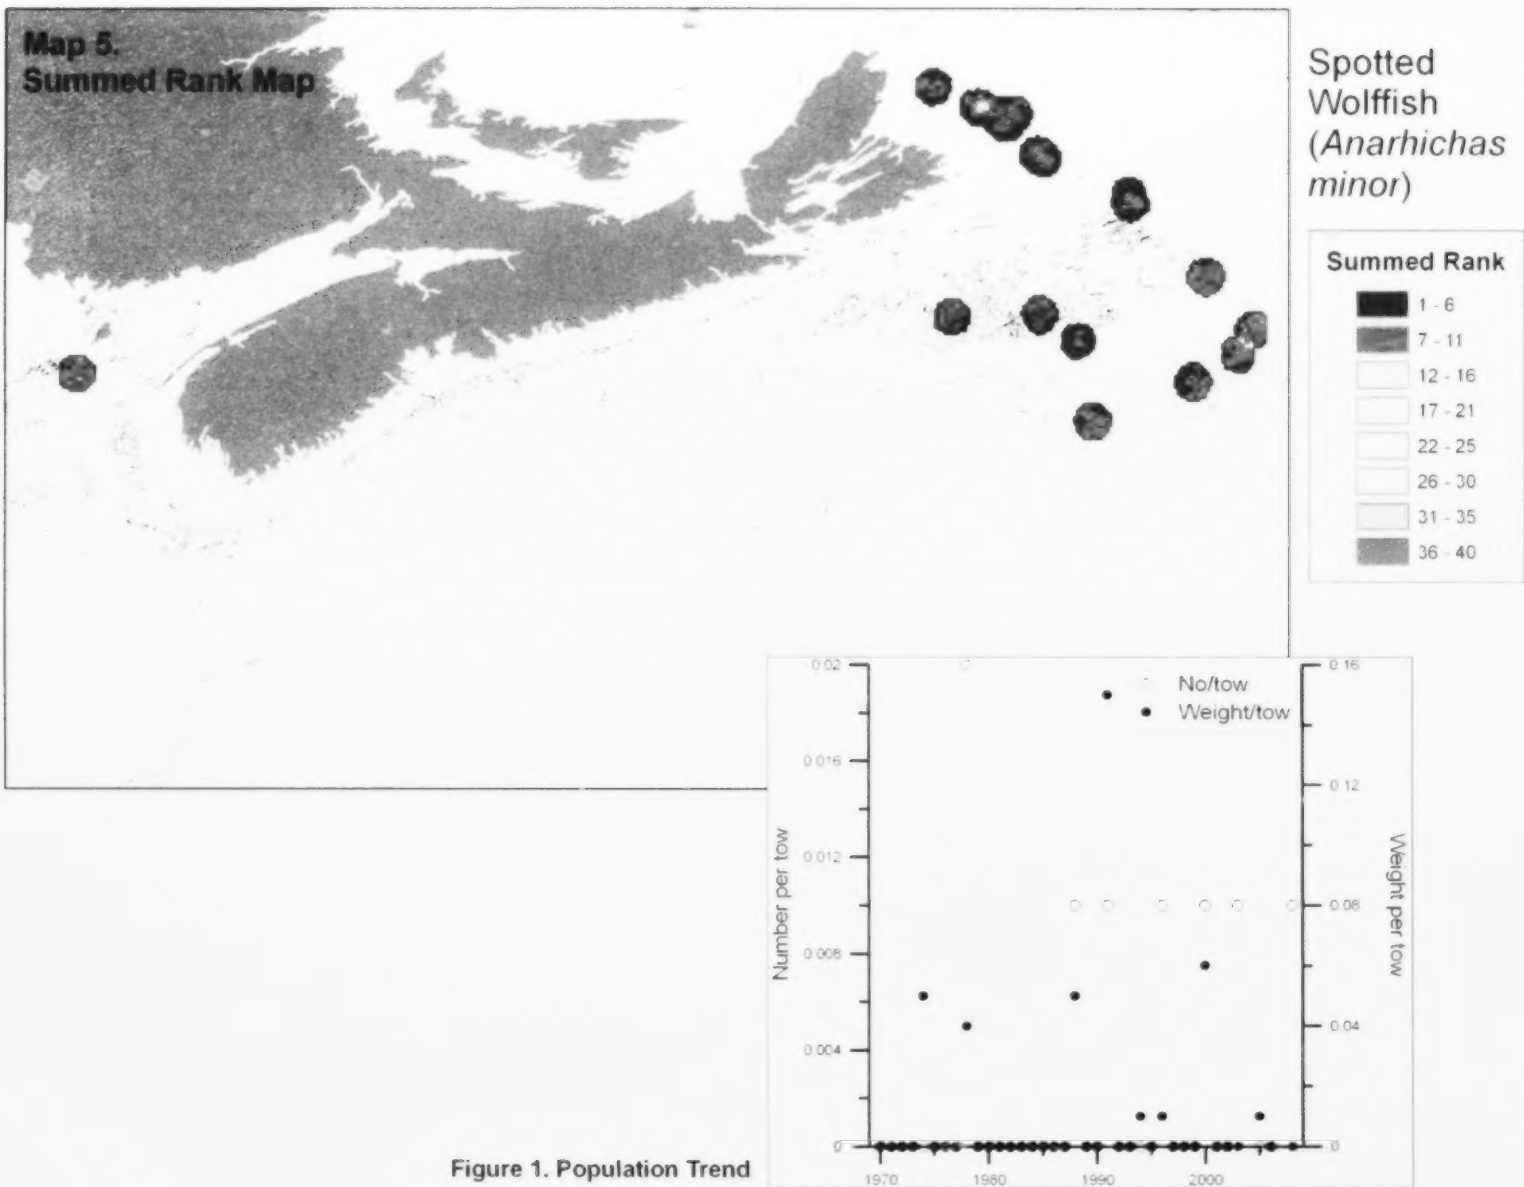 Map 5.
Summed Rank Map
Spotted
Wolffish
(Anarhichas
minor)
Summed Rank
1 - 6
7 - 11
12 - 16
17 - 21
22 - 25
26 - 30
31 - 35
36 - 40
No/tow
Weight/tow
Number per tow
0.02
0.016
0.012
0.008
0.004
0
Weight per tow
0.16
0.12
0.08
0.04
0
1970
1980
1990
2000
Figure 1. Population Trend